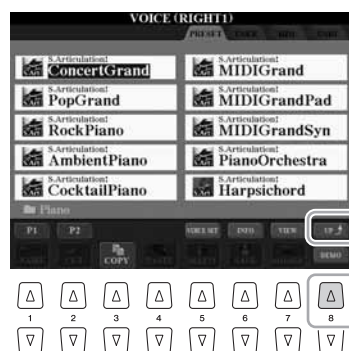 VOICE (RIGHT1)
PRESET USER
S.Articulation!
ConcertGrand
S.Articulation!
MIDIGrand
S.Articulation!
PopGrand
S.Articulation!
MIDIGrandPad
S.Articulation!
RockPiano
S.Articulation!
MIDIGrandSyn
S.Articulation!
AmbientPiano
S.Articulation!
PianoOrchestra
S.Articulation!
CocktailPiano
S.Articulation!
Harpsichord
Piano
P1 P2 VOICE SET INFO VIEW UP
COPY DEMO
1 2 3 4 5 6 7 8